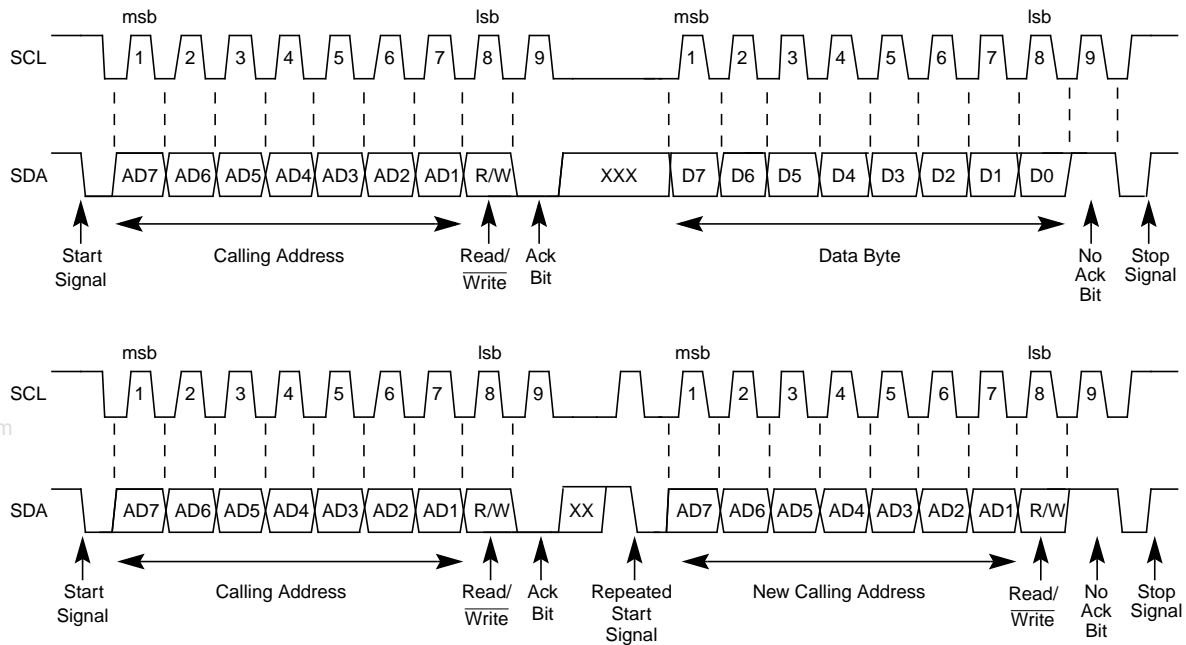 msb lsb msb lsb
SCL 1 2 3 4 5 6 7 8 9 1 2 3 4 5 6 7 8 9
SDA AD7 AD6 AD5 AD4 AD3 AD2 AD1 R/W XXX D7 D6 D5 D4 D3 D2 D1 D0
Start Signal
Calling Address
Read/
Write
Ack
Bit
Data Byte
No
Ack
Bit
Stop
Signal
msb lsb msb lsb
SCL 1 2 3 4 5 6 7 8 9 1 2 3 4 5 6 7 8 9
SDA AD7 AD6 AD5 AD4 AD3 AD2 AD1 R/W XX AD7 AD6 AD5 AD4 AD3 AD2 AD1 R/W
m
Start
Signal
Calling Address
Read/
Write
Ack
Bit
Repeated
Start
Signal
New Calling Address
Read/
Write
No
Ack
Bit
Stop
Signal